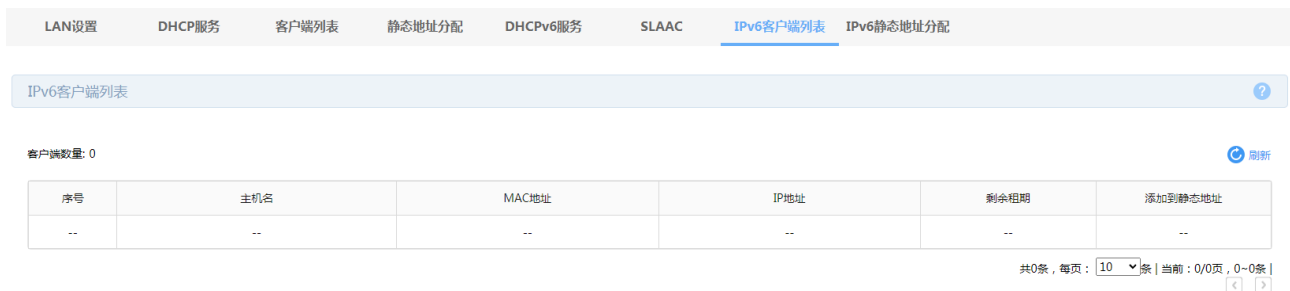 LAN设置 DHCP服务 客户端列表 静态地址分配 DHCPv6服务 SLAAC IPv6客户端列表 IPv6静态地址分配
IPv6客户端列表 ?
客户端数量: 0 刷新
序号 主机名 MAC地址 IP地址 剩余租期 添加到静态地址
-- -- -- -- -- --
共0条，每页： 10 条 | 当前：0/0页，0~0条 |
< >